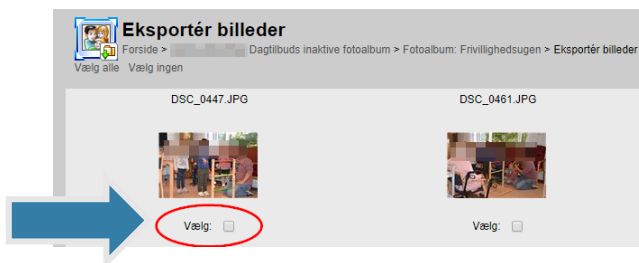 Eksportér billeder
Forside > Dagtilbuds inaktive fotoalbum > Fotoalbum: Frivillighedsugen > Eksportér billeder
Vælg alle Vælg ingen
DSC_0447.JPG DSC_0461.JPG
Vælg: Vælg: